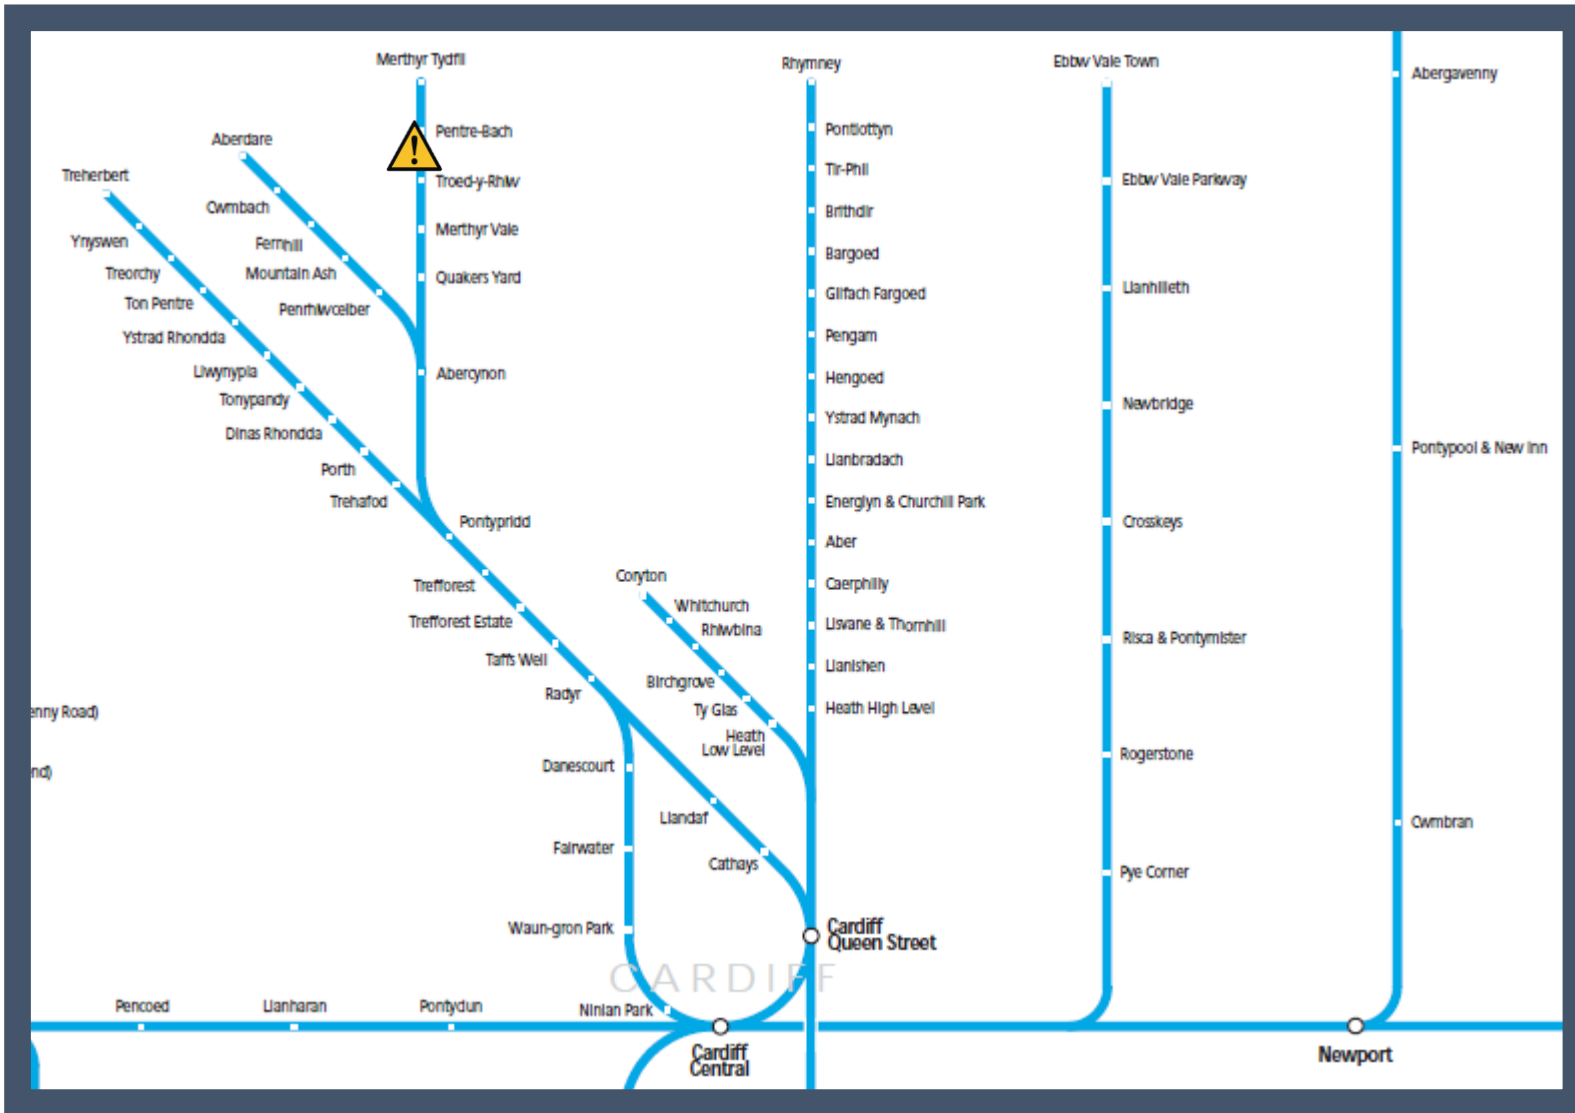 Merthyr Tydfil
Rhymney
Ebbw Vale Town
Abergavenny
Pentre-Bach
Pontlottyn
Aberdare
Tir-Phil
Treherbert
Troed-y-Rhiw
Ebbw Vale Parkway
Cwmbach
Brithdir
Merthyr Vale
Ynyswen
Fernhill
Bargoed
Treorchy
Mountain Ash
Quakers Yard
Llanhilleth
Gilfach Fargoed
Ton Pentre
Penrhiwceiber
Ystrad Rhondda
Pengam
Llwynypia
Abercynon
Hengoed
Tonypandy
Newbridge
Ystrad Mynach
Dinas Rhondda
Pontypool & New Inn
Llanbradach
Porth
Trehafod
Energlyn & Churchill Park
Pontypridd
Crosskeys
Aber
Coryton
Trefforest
Caerphilly
Whitchurch
Trefforest Estate
Rhiwbina
Lisvane & Thornhill
Risca & Pontymister
Taffs Well
Llanishen
Radyr
Birchgrove
Ty Glas
Heath High Level
enny Road)
Heath
Low Level
Rogerstone
Danescourt
nd)
Llandaf
Cwmbran
Fairwater
Cathays
Pye Corner
Waun-gron Park
Cardiff
Queen Street
CARDIFF
Pencoed
Llanharan
Pontyclun
Ninian Park
Cardiff
Central
Newport